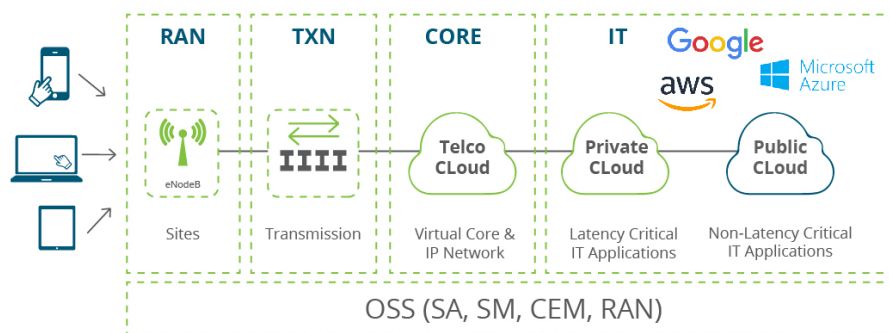 RAN
TXN
CORE
IT
Google
aws
Microsoft
Azure
eNodeB
Telco
CLoud
Private
CLoud
Public
CLoud
Sites
Transmission
Virtual Core &
IP Network
Latency Critical
IT Applications
Non-Latency Critical
IT Applications
OSS (SA, SM, CEM, RAN)